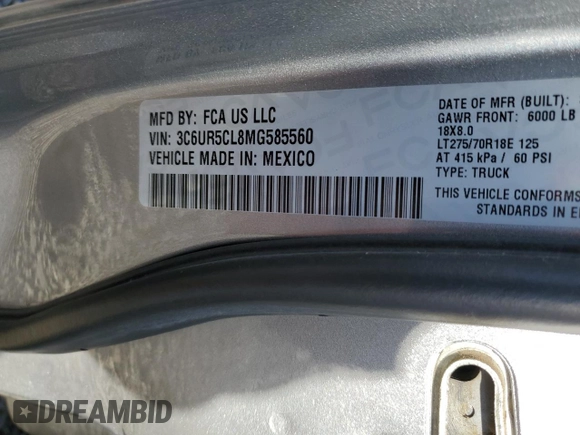 MFD BY: FCA US LLC
VIN: 3C6UR5CL8MG585560
VEHICLE MADE IN: MEXICO
DATE OF MFR (BUILT):
GAWR FRONT: 6000 LB
18X8.0
LT275/70R18E 125
AT 415 kPa / 60 PSI
TYPE: TRUCK
THIS VEHICLE CONFORMS
STANDARDS IN
DREAMBID